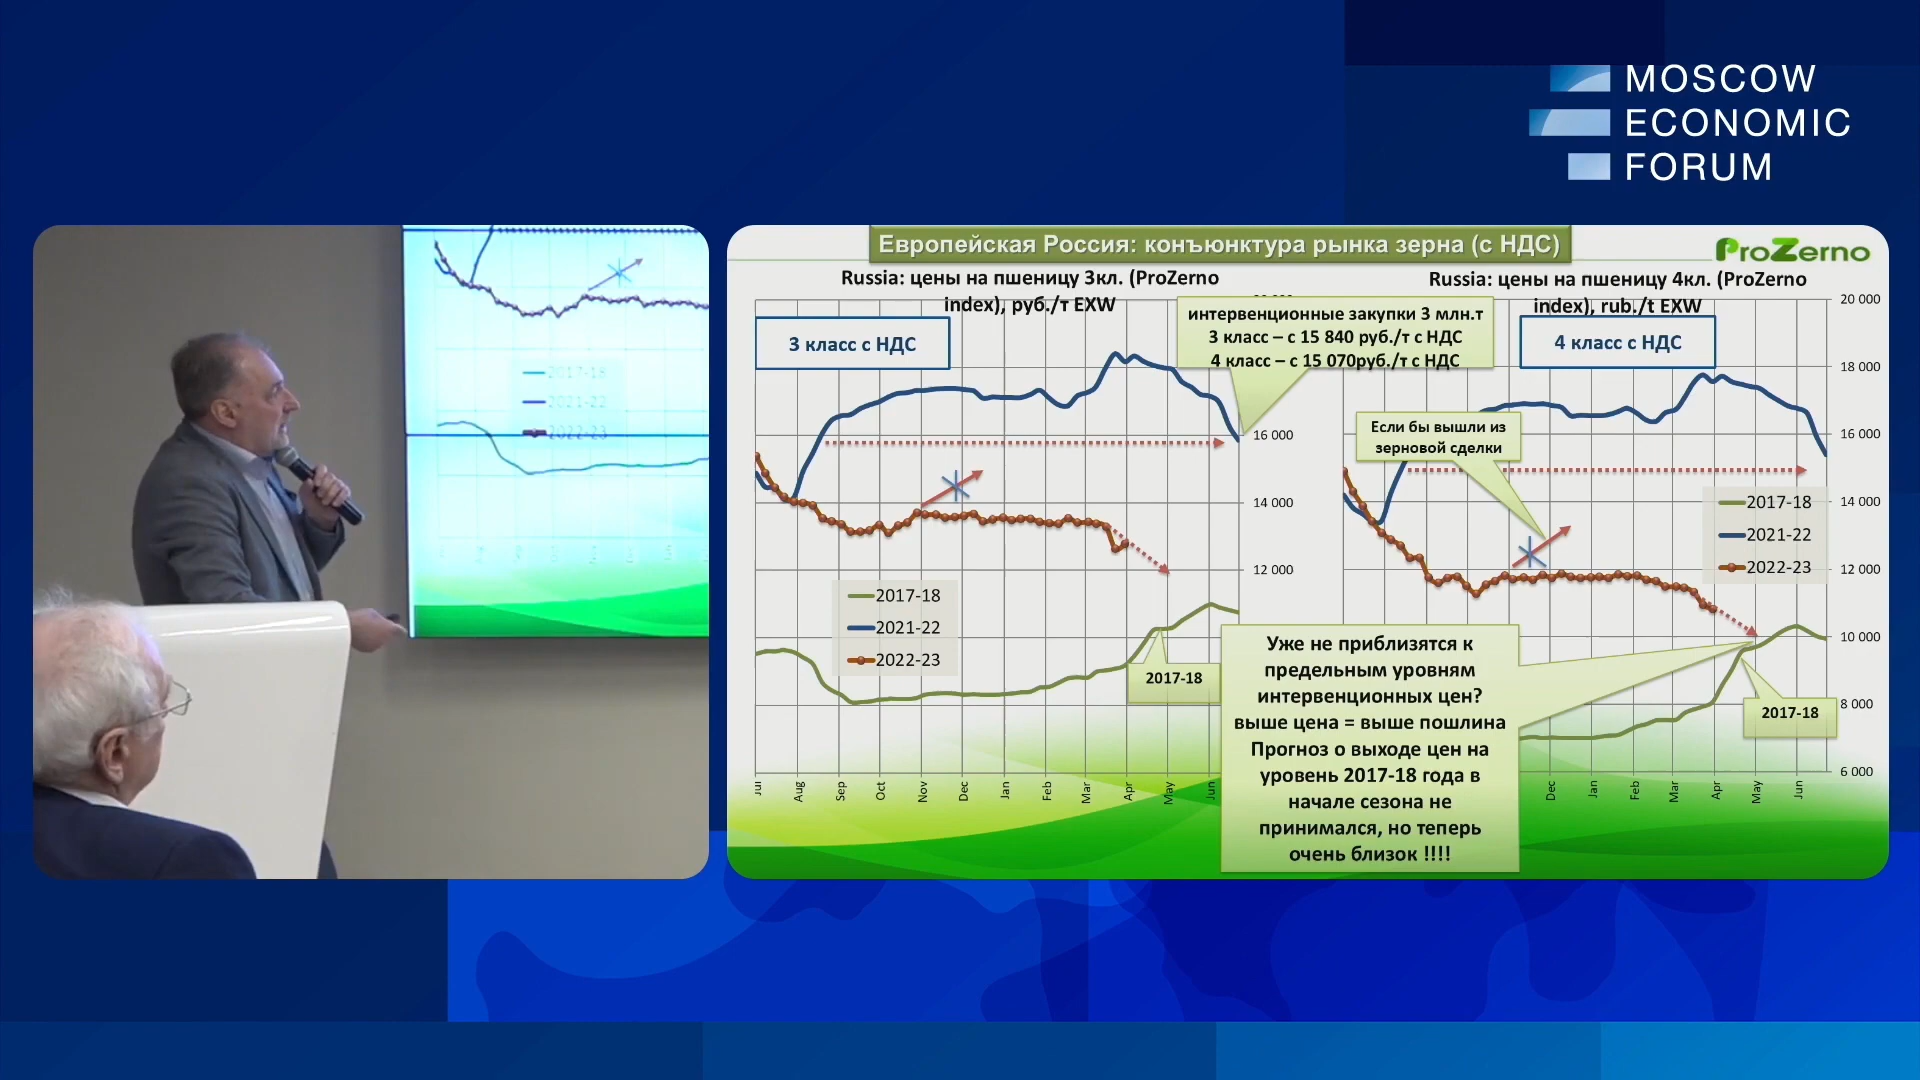 MOSCOW
ECONOMIC
FORUM
2017-18
2021-22
2022-23
Европейская Россия: конъюнктура рынка зерна (с НДС)
ProZerno
Russia: цены на пшеницу 3кл. (ProZerno
index), руб./т EXW
3 класс с НДС
интервенционные закупки 3 млн.т
3 класс – с 15 840 руб./т с НДС
4 класс – с 15 070руб./т с НДС
16 000
14 000
12 000
2017-18
2021-22
2022-23
2017-18
Jul
Aug
Sep
Oct
Nov
Dec
Jan
Feb
Mar
Apr
May
Jun
Russia: цены на пшеницу 4кл. (ProZerno
index), rub./t EXW
4 класс с НДС
Если бы вышли из
зерновой сделки
2017-18
2021-22
2022-23
20 000
18 000
16 000
14 000
12 000
10 000
8 000
6 000
2017-18
Dec
Jan
Feb
Mar
Apr
May
Jun
Уже не приблизятся к
предельным уровням
интервенционных цен?
выше цена = выше пошлина
Прогноз о выходе цен на
уровень 2017-18 года в
начале сезона не
принимался, но теперь
очень близок !!!!